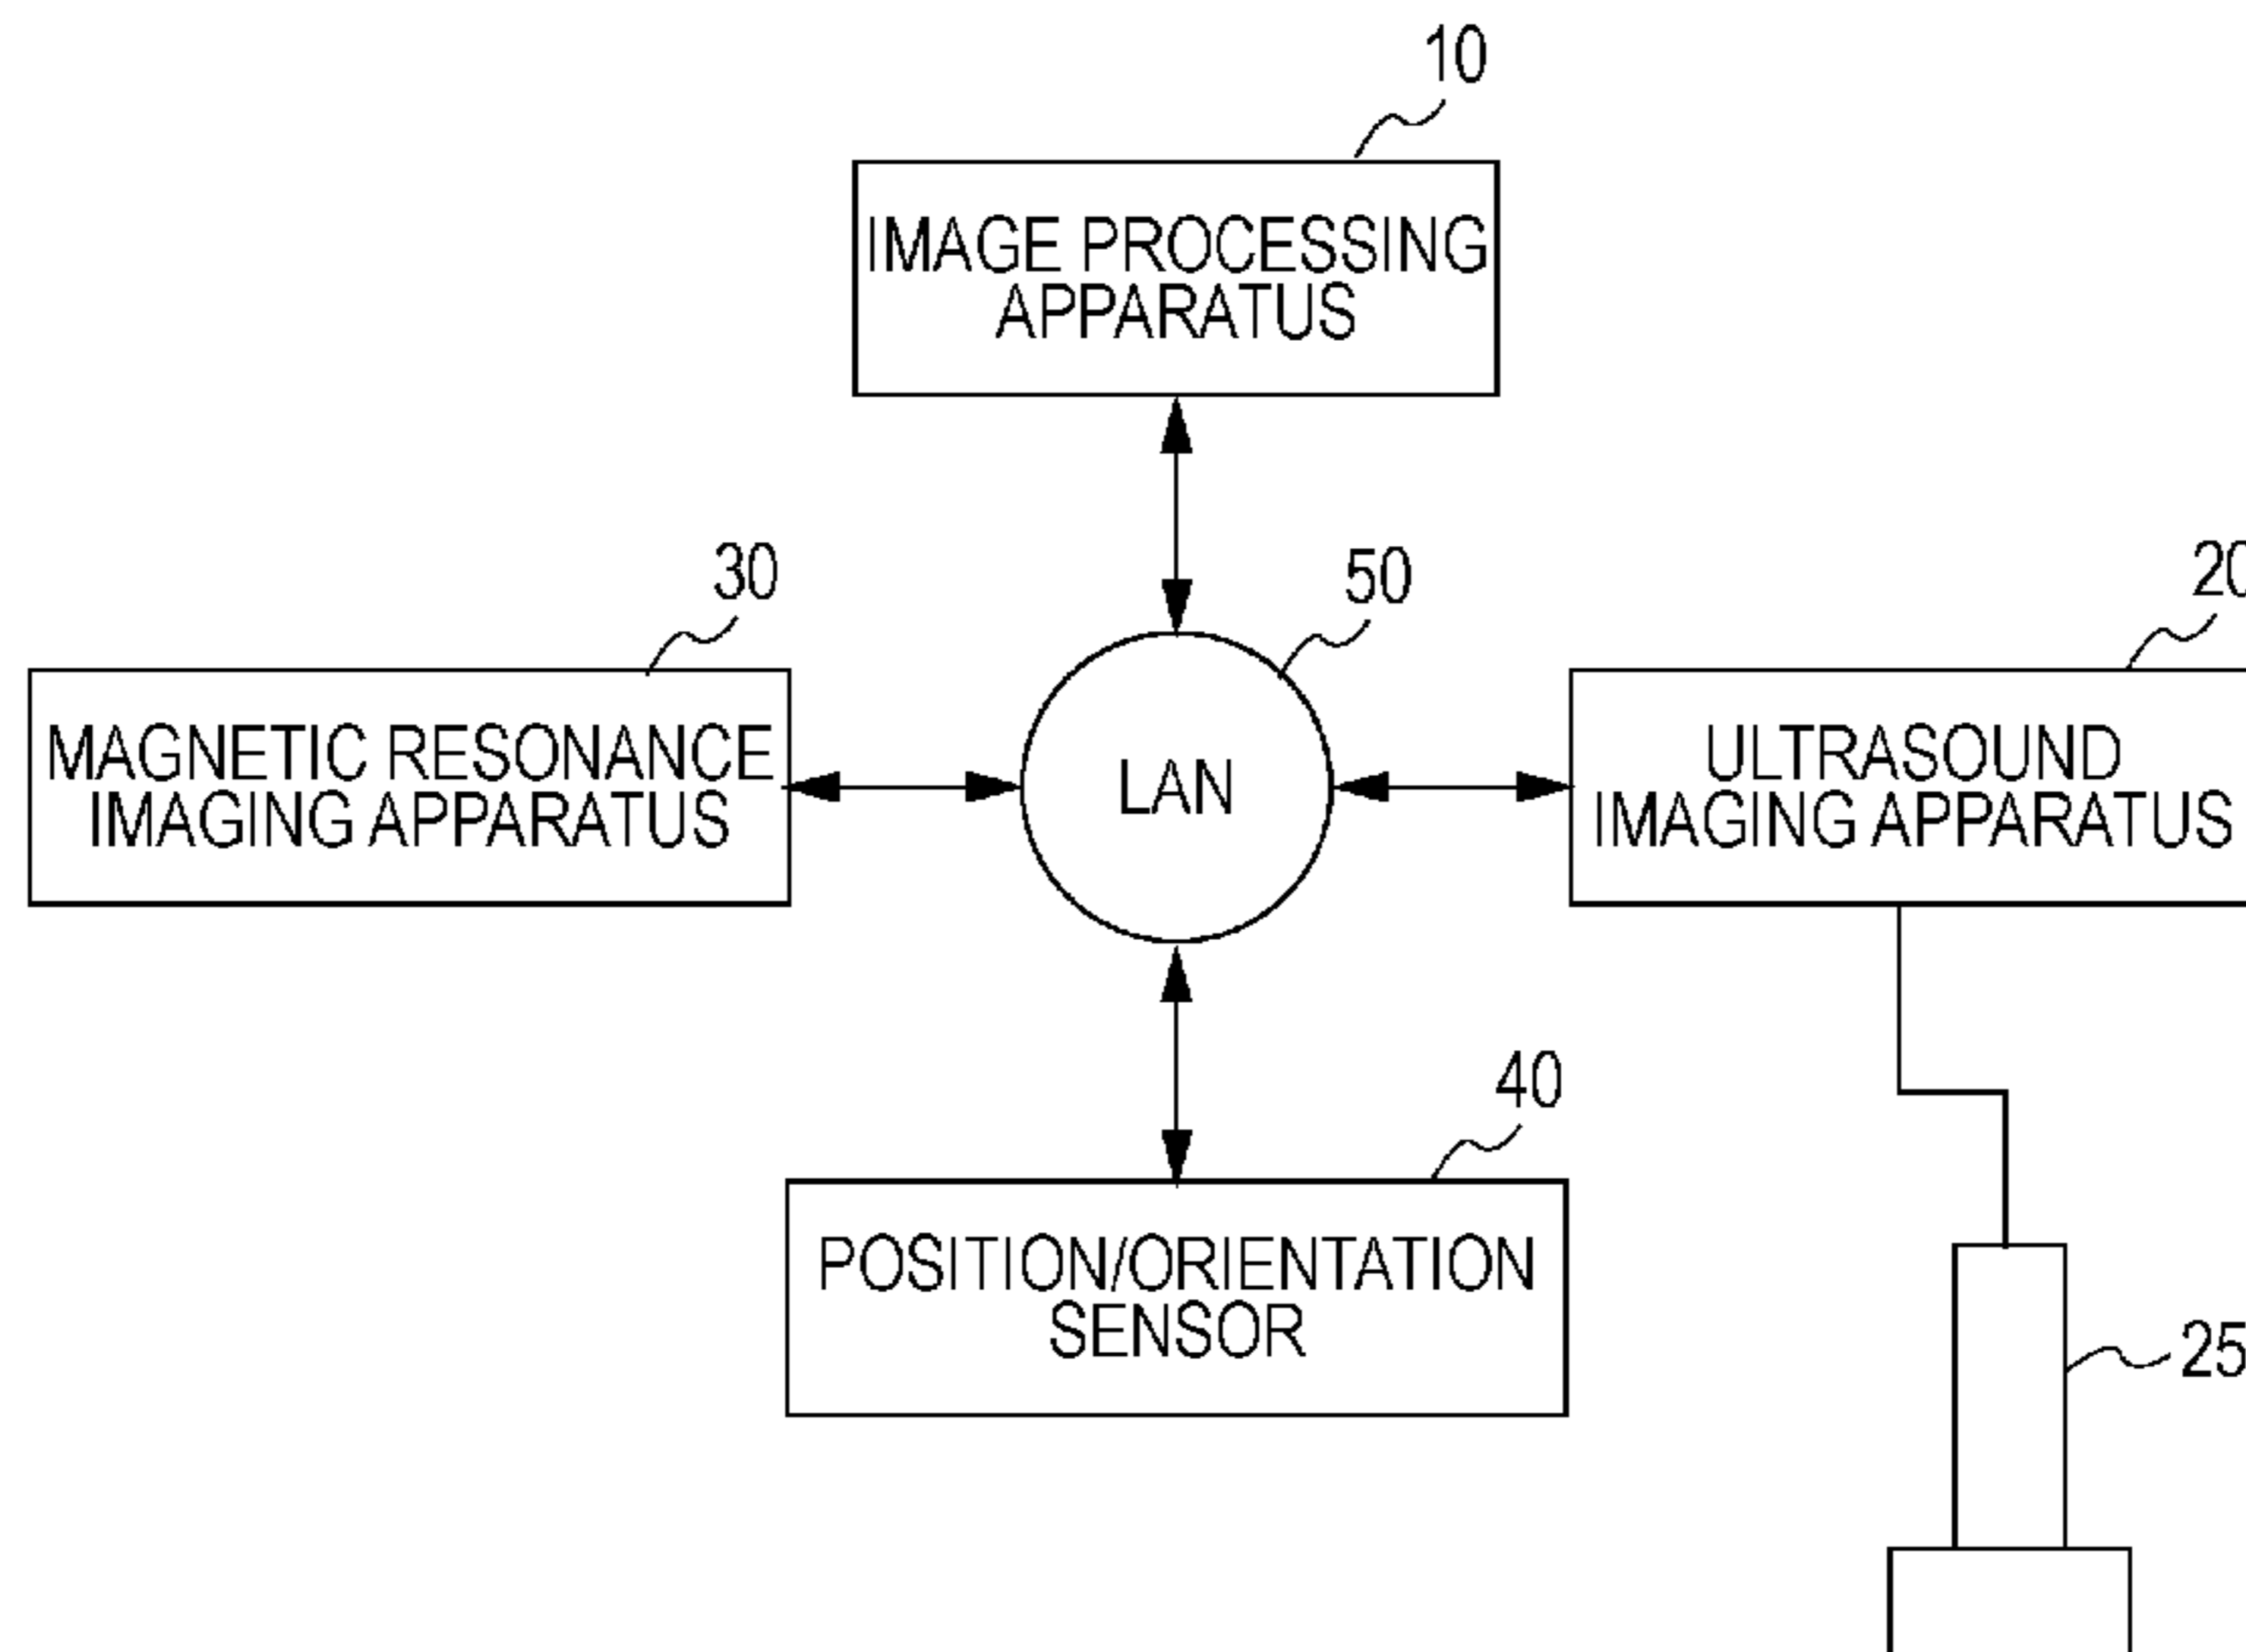 10
IMAGE PROCESSING
APPARATUS
30
50
20
MAGNETIC RESONANCE
IMAGING APPARATUS
LAN
ULTRASOUND
IMAGING APPARATUS
40
POSITION/ORIENTATION
SENSOR
25